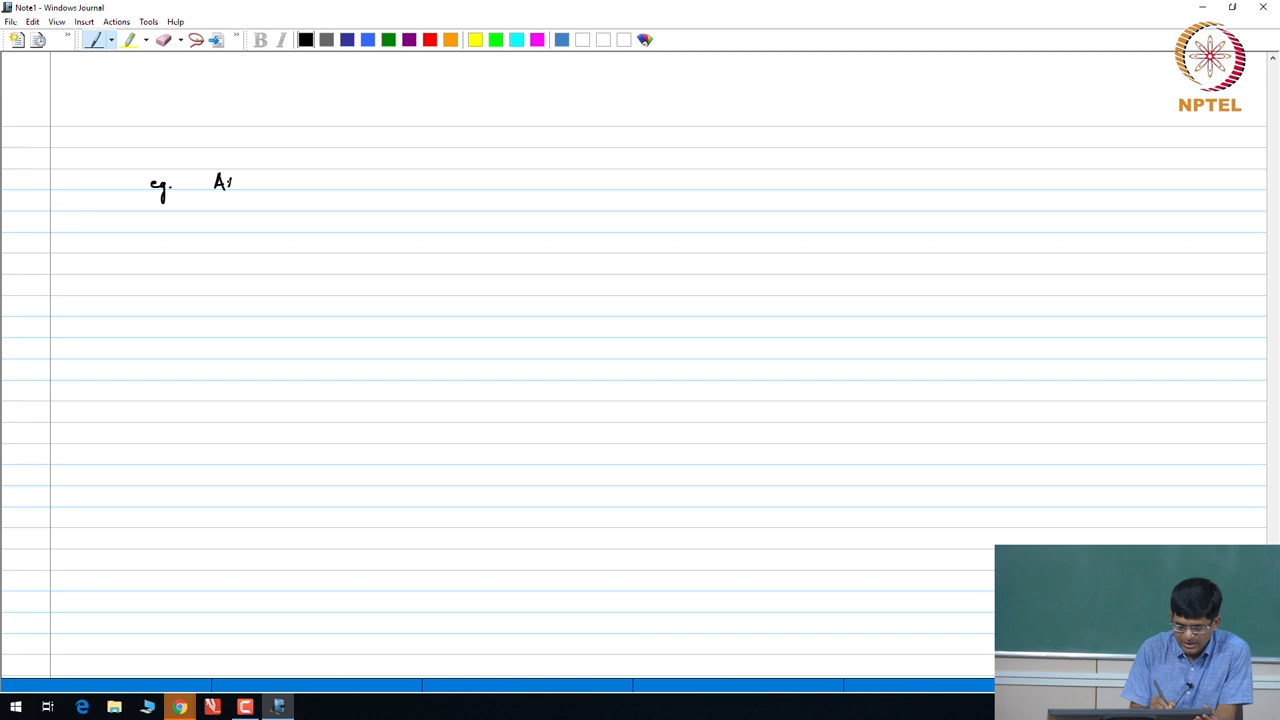 Note1 - Windows Journal
File Edit View Insert Actions Tools Help
B I
NPTEL
eg. A